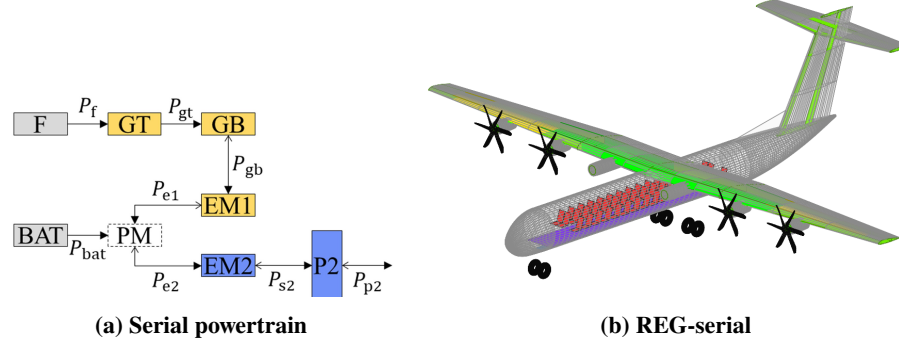 P_f P_gt
F GT GB
P_gb
P_e1
EM1
BAT PM
P_bat
EM2 P2
P_e2 P_s2 P_p2
(a) Serial powertrain
(b) REG-serial